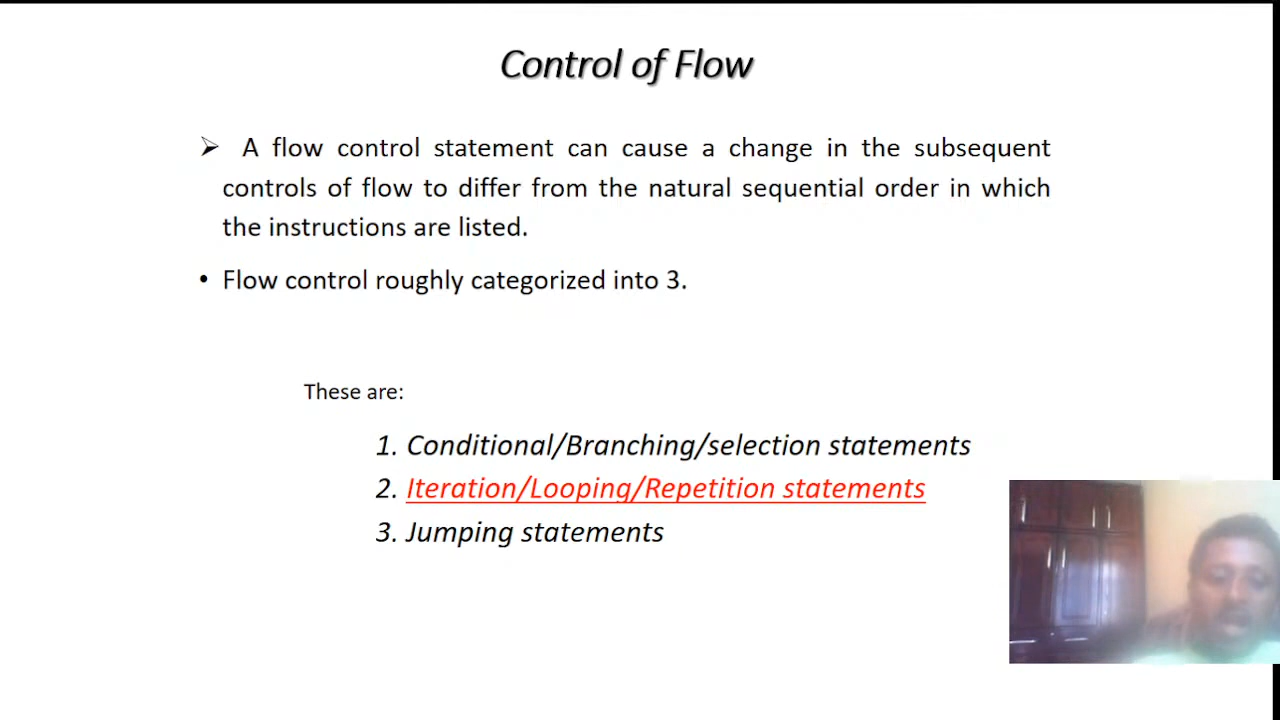 Control of Flow
➢ A flow control statement can cause a change in the subsequent
controls of flow to differ from the natural sequential order in which
the instructions are listed.
• Flow control roughly categorized into 3.
These are:
1. Conditional/Branching/selection statements
2. Iteration/Looping/Repetition statements
3. Jumping statements